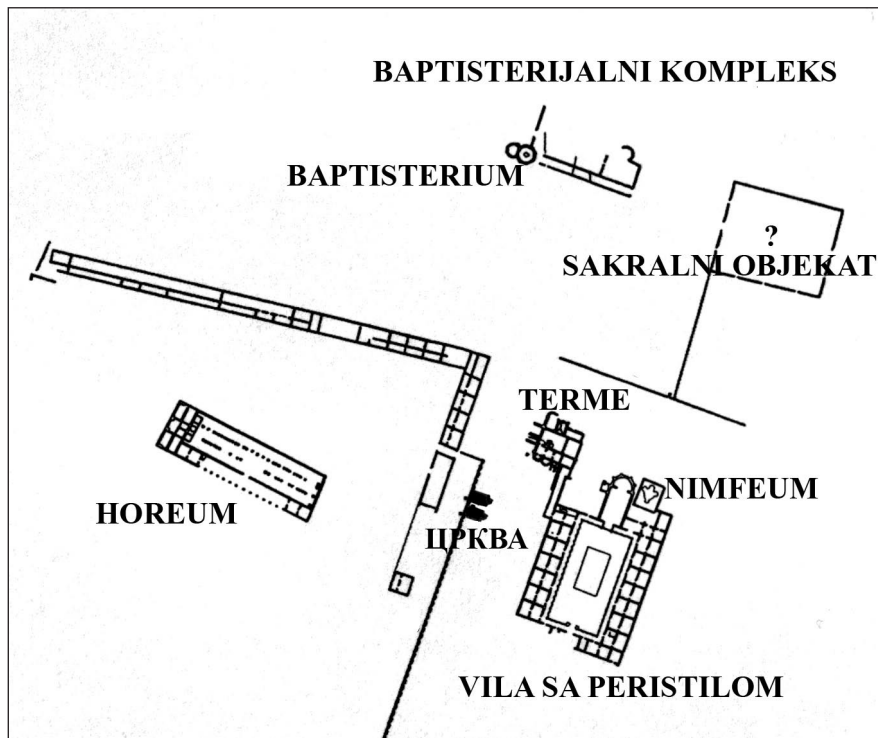 BAPTISTERIJALNI KOMPLEKS
BAPTISTERIUM
?
SAKRALNI OBJEKAT
TERME
NIMFEUM
HOREUM
ЦРКВА
VILA SA PERISTILOM